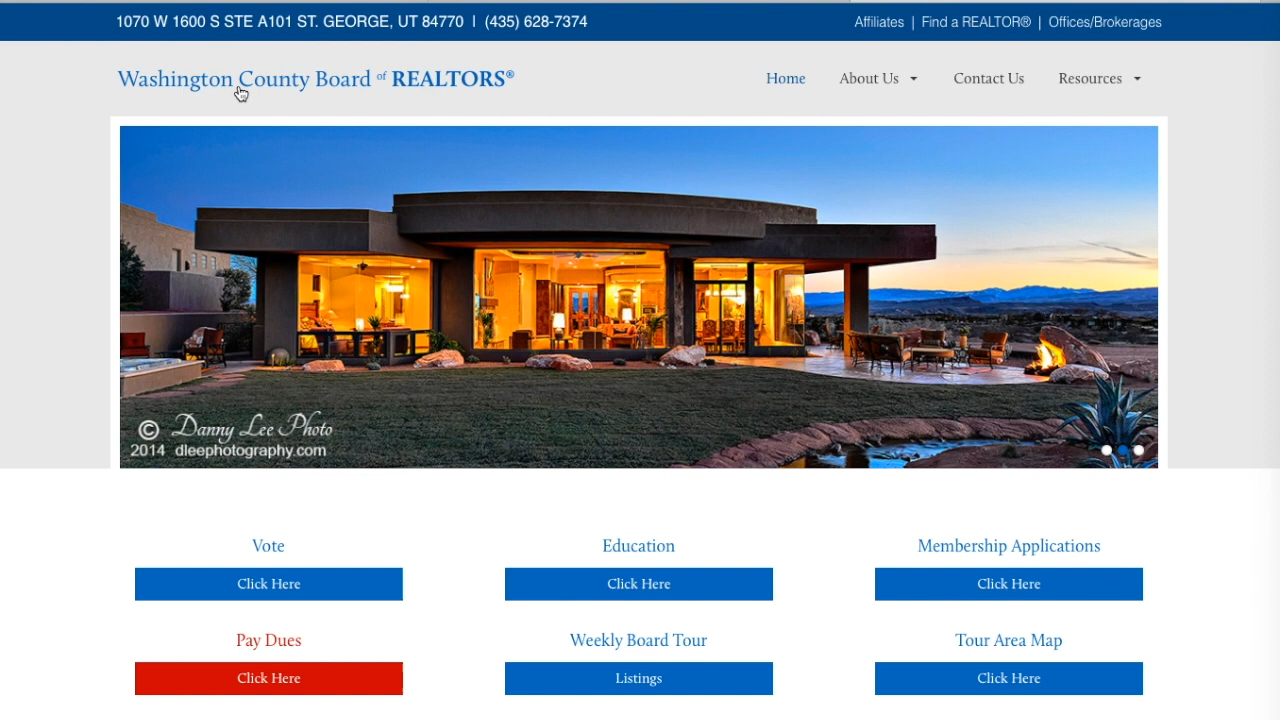 1070 W 1600 S STE A101 ST. GEORGE, UT 84770 | (435) 628-7374
Affiliates | Find a REALTOR® | Offices/Brokerages
Washington County Board of REALTORS®
Home About Us Contact Us Resources
© Danny Lee Photo
2014 dleephotography.com
Vote Education Membership Applications
Click Here Click Here Click Here
Pay Dues Weekly Board Tour Tour Area Map
Click Here Listings Click Here